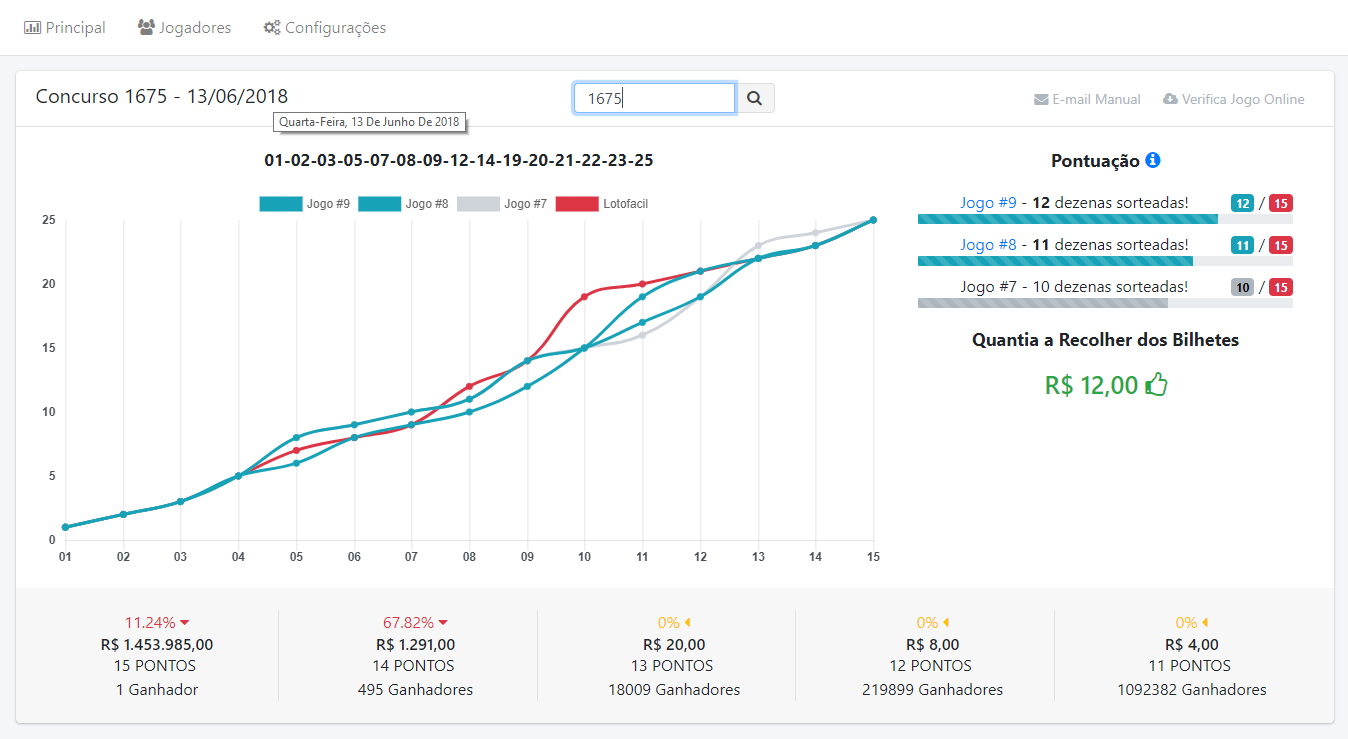 Principal Jogadores Configurações
Concurso 1675 - 13/06/2018
1675
E-mail Manual Verifica Jogo Online
Quarta-Feira, 13 De Junho De 2018
01-02-03-05-07-08-09-12-14-19-20-21-22-23-25
Jogo #9 Jogo #8 Jogo #7 Lotofacil
25
20
15
10
5
0
01 02 03 04 05 06 07 08 09 10 11 12 13 14 15
Pontuação
Jogo #9 - 12 dezenas sorteadas! 12 / 15
Jogo #8 - 11 dezenas sorteadas! 11 / 15
Jogo #7 - 10 dezenas sorteadas! 10 / 15
Quantia a Recolher dos Bilhetes
R$ 12,00
11.24%
R$ 1.453.985,00
15 PONTOS
1 Ganhador
67.82%
R$ 1.291,00
14 PONTOS
495 Ganhadores
0%
R$ 20,00
13 PONTOS
18009 Ganhadores
0%
R$ 8,00
12 PONTOS
219899 Ganhadores
0%
R$ 4,00
11 PONTOS
1092382 Ganhadores